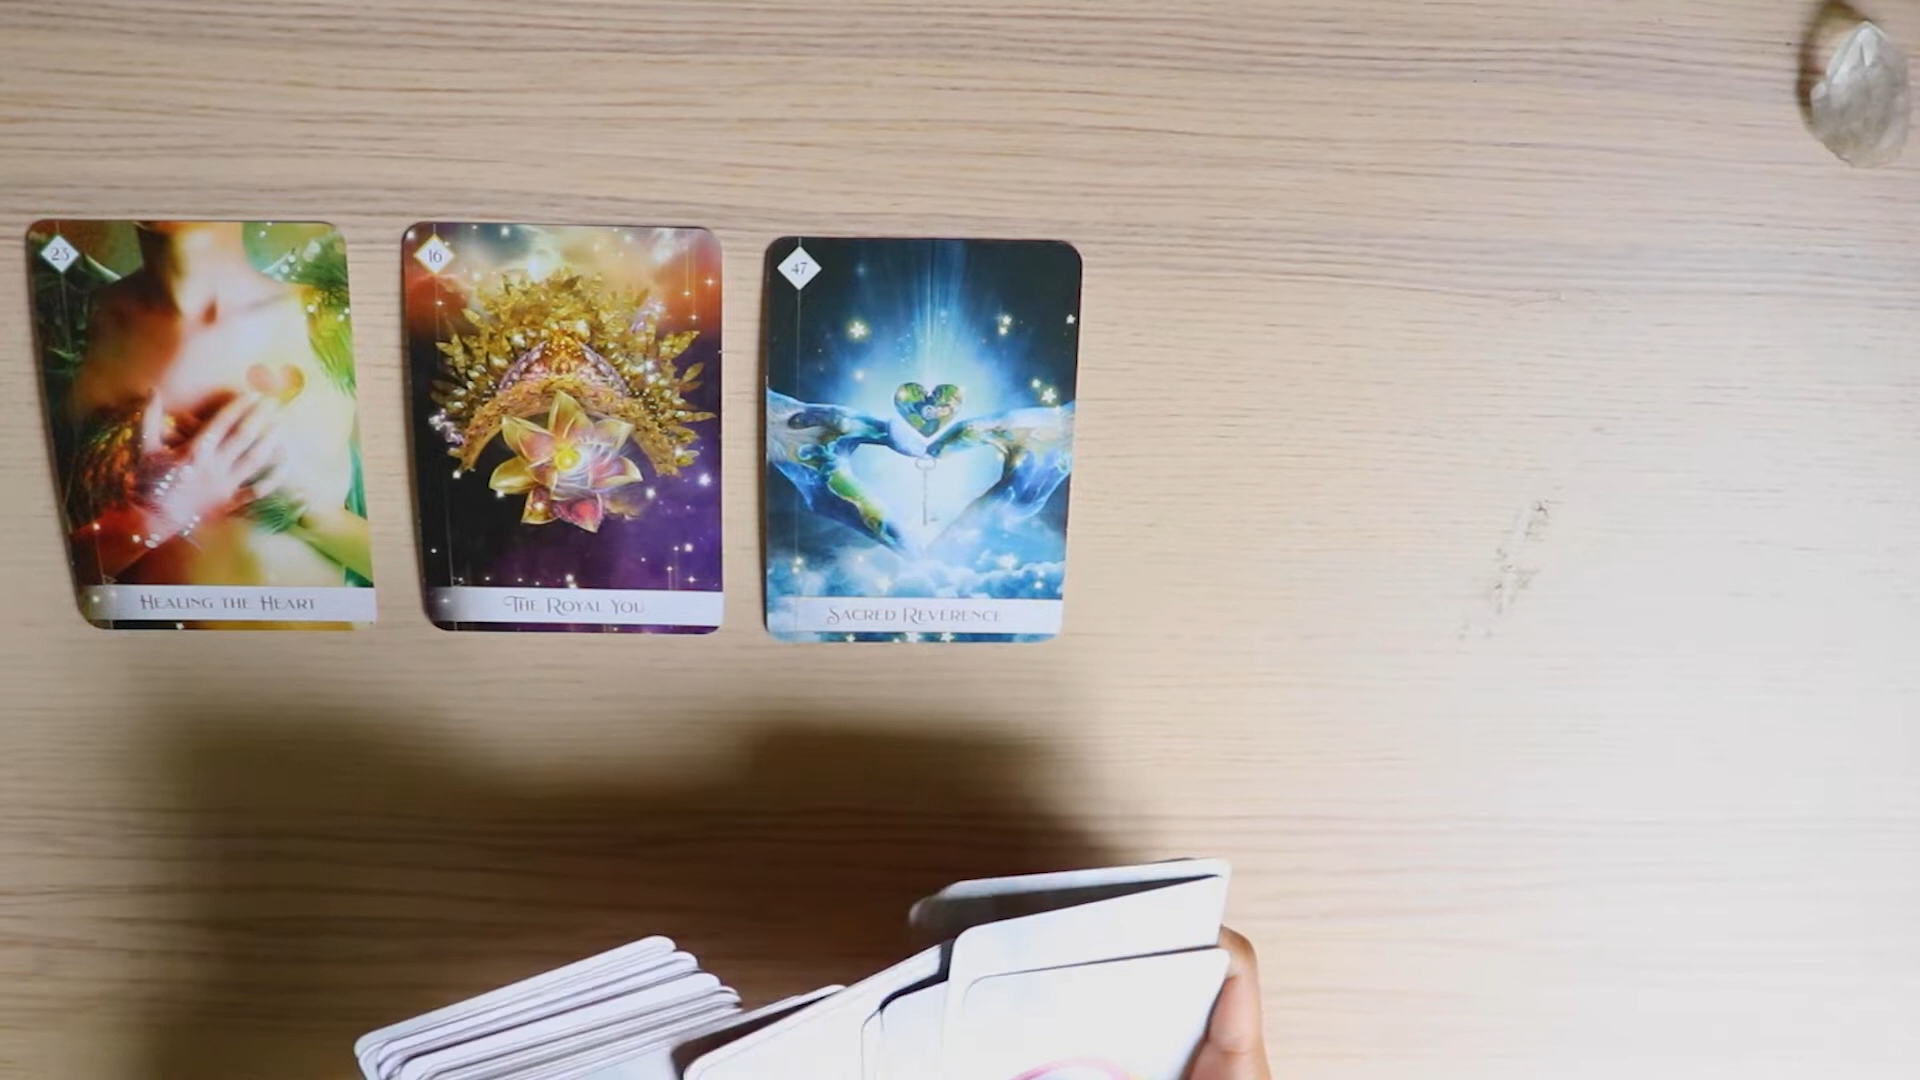 23
HEALING THE HEART
16
THE ROYAL YOU
47
SACRED REVERENCE